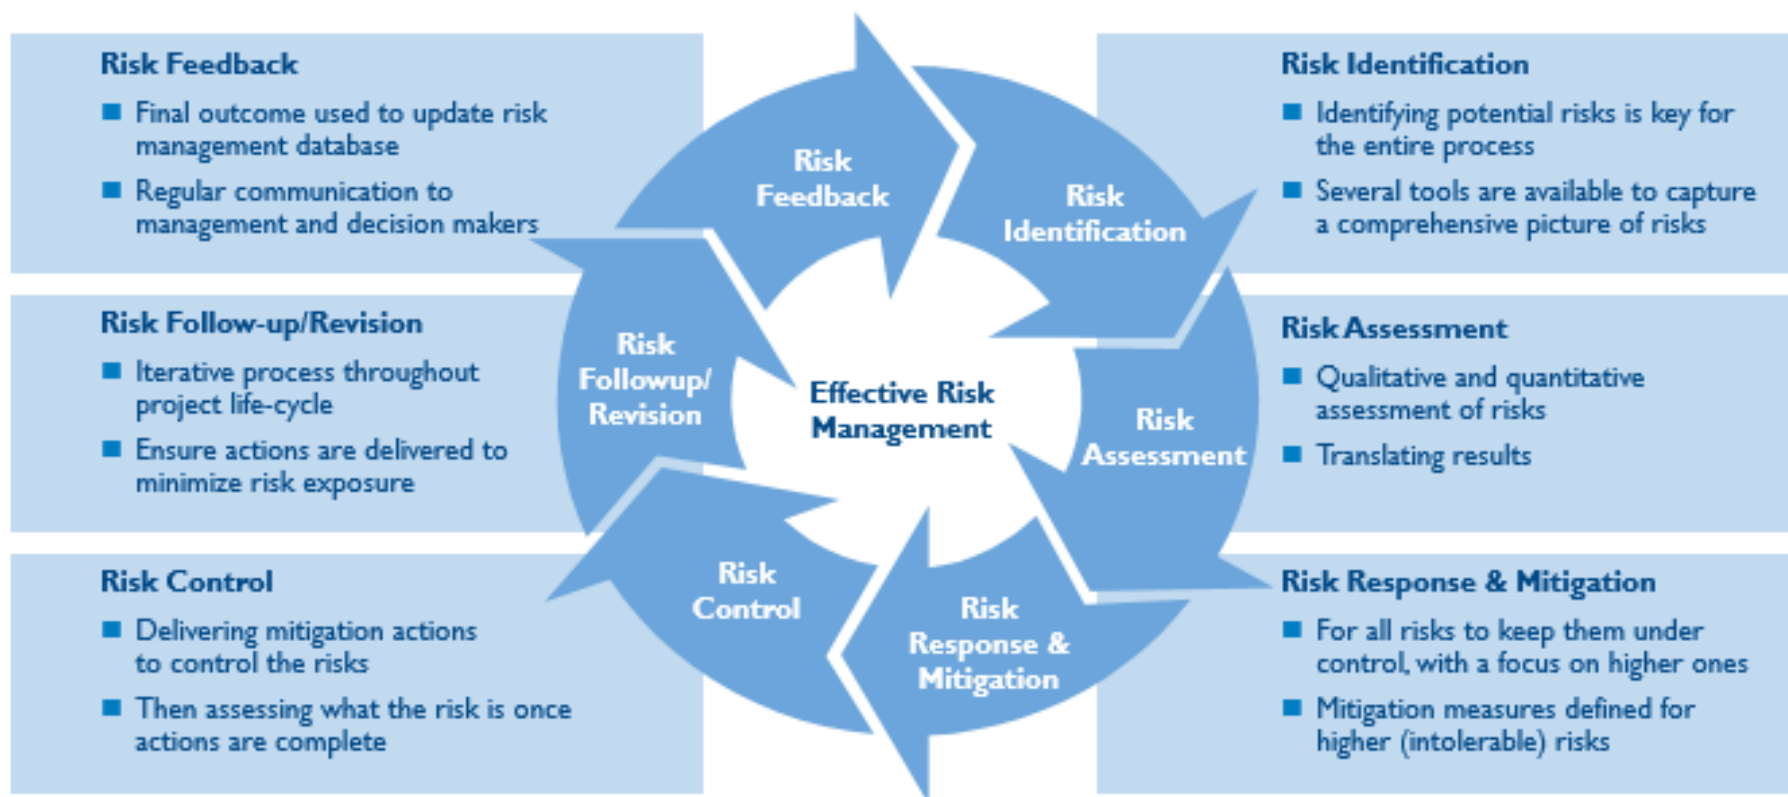 Risk Feedback
Final outcome used to update risk
management database
Regular communication to
management and decision makers
Risk Follow-up/Revision
Iterative process throughout
project life-cycle
Ensure actions are delivered to
minimize risk exposure
Risk Control
Delivering mitigation actions
to control the risks
Then assessing what the risk is once
actions are complete
Risk
Feedback
Risk
Identification
Risk
Followup/
Revision
Effective Risk
Management
Risk
Assessment
Risk
Control
Risk
Response &
Mitigation
Risk Identification
Identifying potential risks is key for
the entire process
Several tools are available to capture
a comprehensive picture of risks
Risk Assessment
Qualitative and quantitative
assessment of risks
Translating results
Risk Response & Mitigation
For all risks to keep them under
control, with a focus on higher ones
Mitigation measures defined for
higher (intolerable) risks